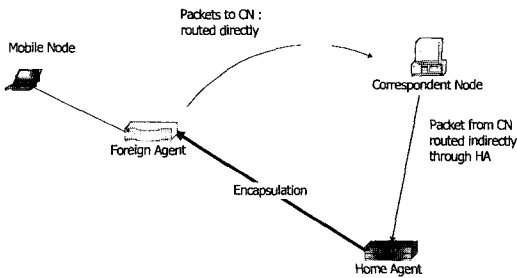 Packets to CN :
routed directly
Mobile Node
Correspondent Node
Foreign Agent
Packet from CN
routed indirectly
through HA
Encapsulation
Home Agent